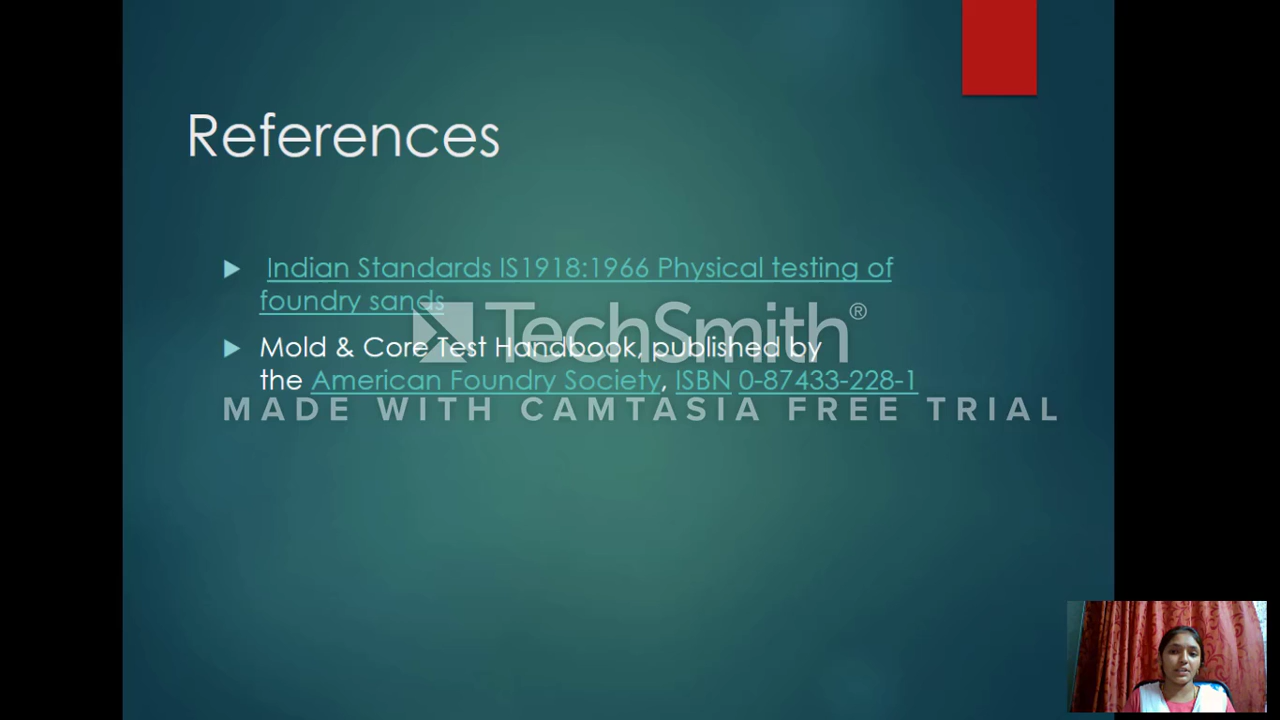 References
Indian Standards IS1918:1966 Physical testing of
foundry sands
TechSmith®
Mold & Core Test Handbook, published by
the American Foundry Society, ISBN 0-87433-228-1
MADE WITH CAMTASIA FREE TRIAL